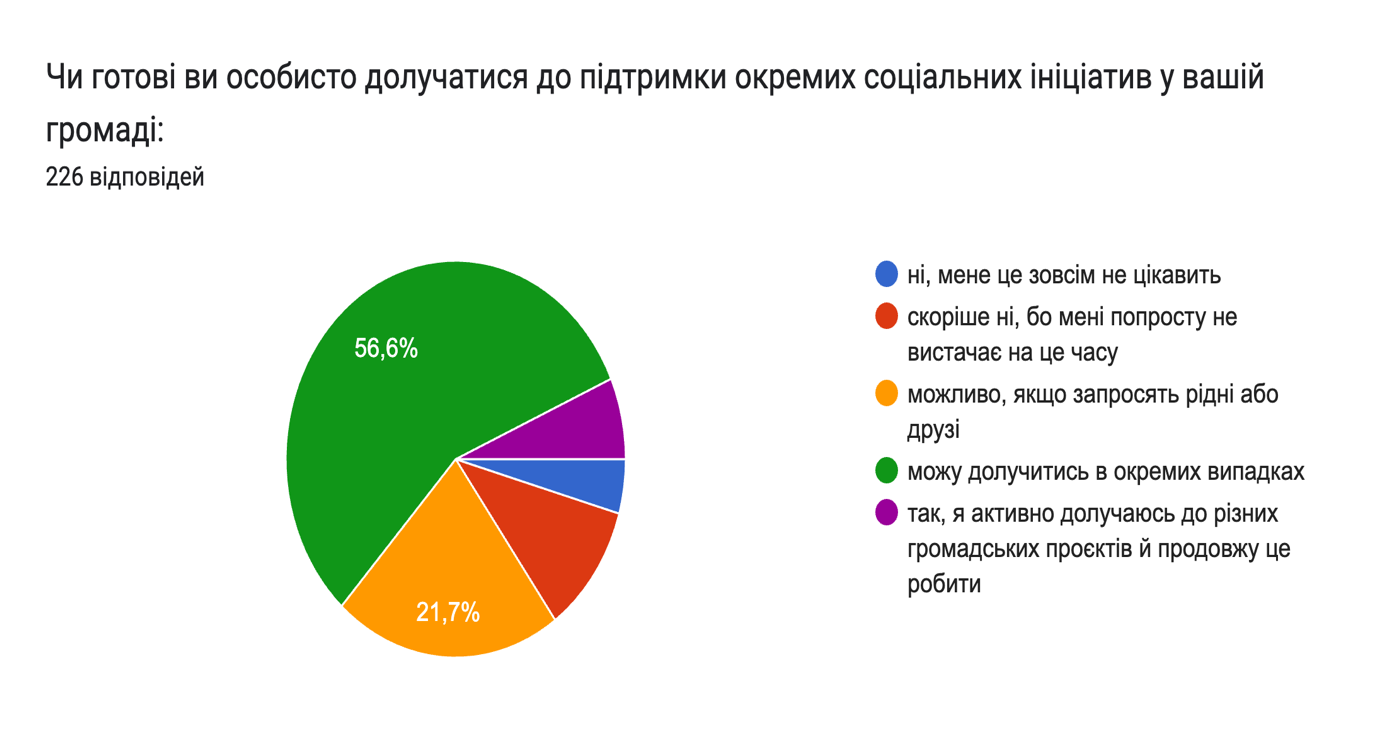 Чи готові ви особисто долучатися до підтримки окремих соціальних ініціатив у вашій
громаді:
226 відповідей
56,6%
21,7%
ні, мене це зовсім не цікавить
скоріше ні, бо мені попросту не
вистачає на це часу
можливо, якщо запросять рідні або
друзі
можу долучитись в окремих випадках
так, я активно долучаюсь до різних
громадських проєктів й продовжу це
робити